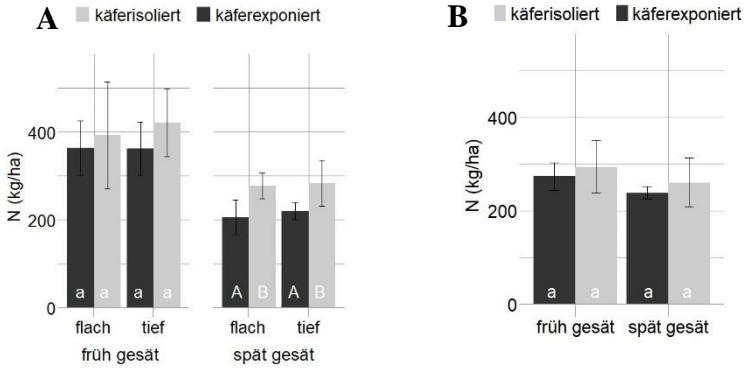 A
käferisoliert käferexponiert
N (kg/ha)
400
200
0
a a a a
A B A B
flach tief flach tief
früh gesät spät gesät
B
käferisoliert käferexponiert
N (kg/ha)
400
200
0
a a a a
früh gesät spät gesät